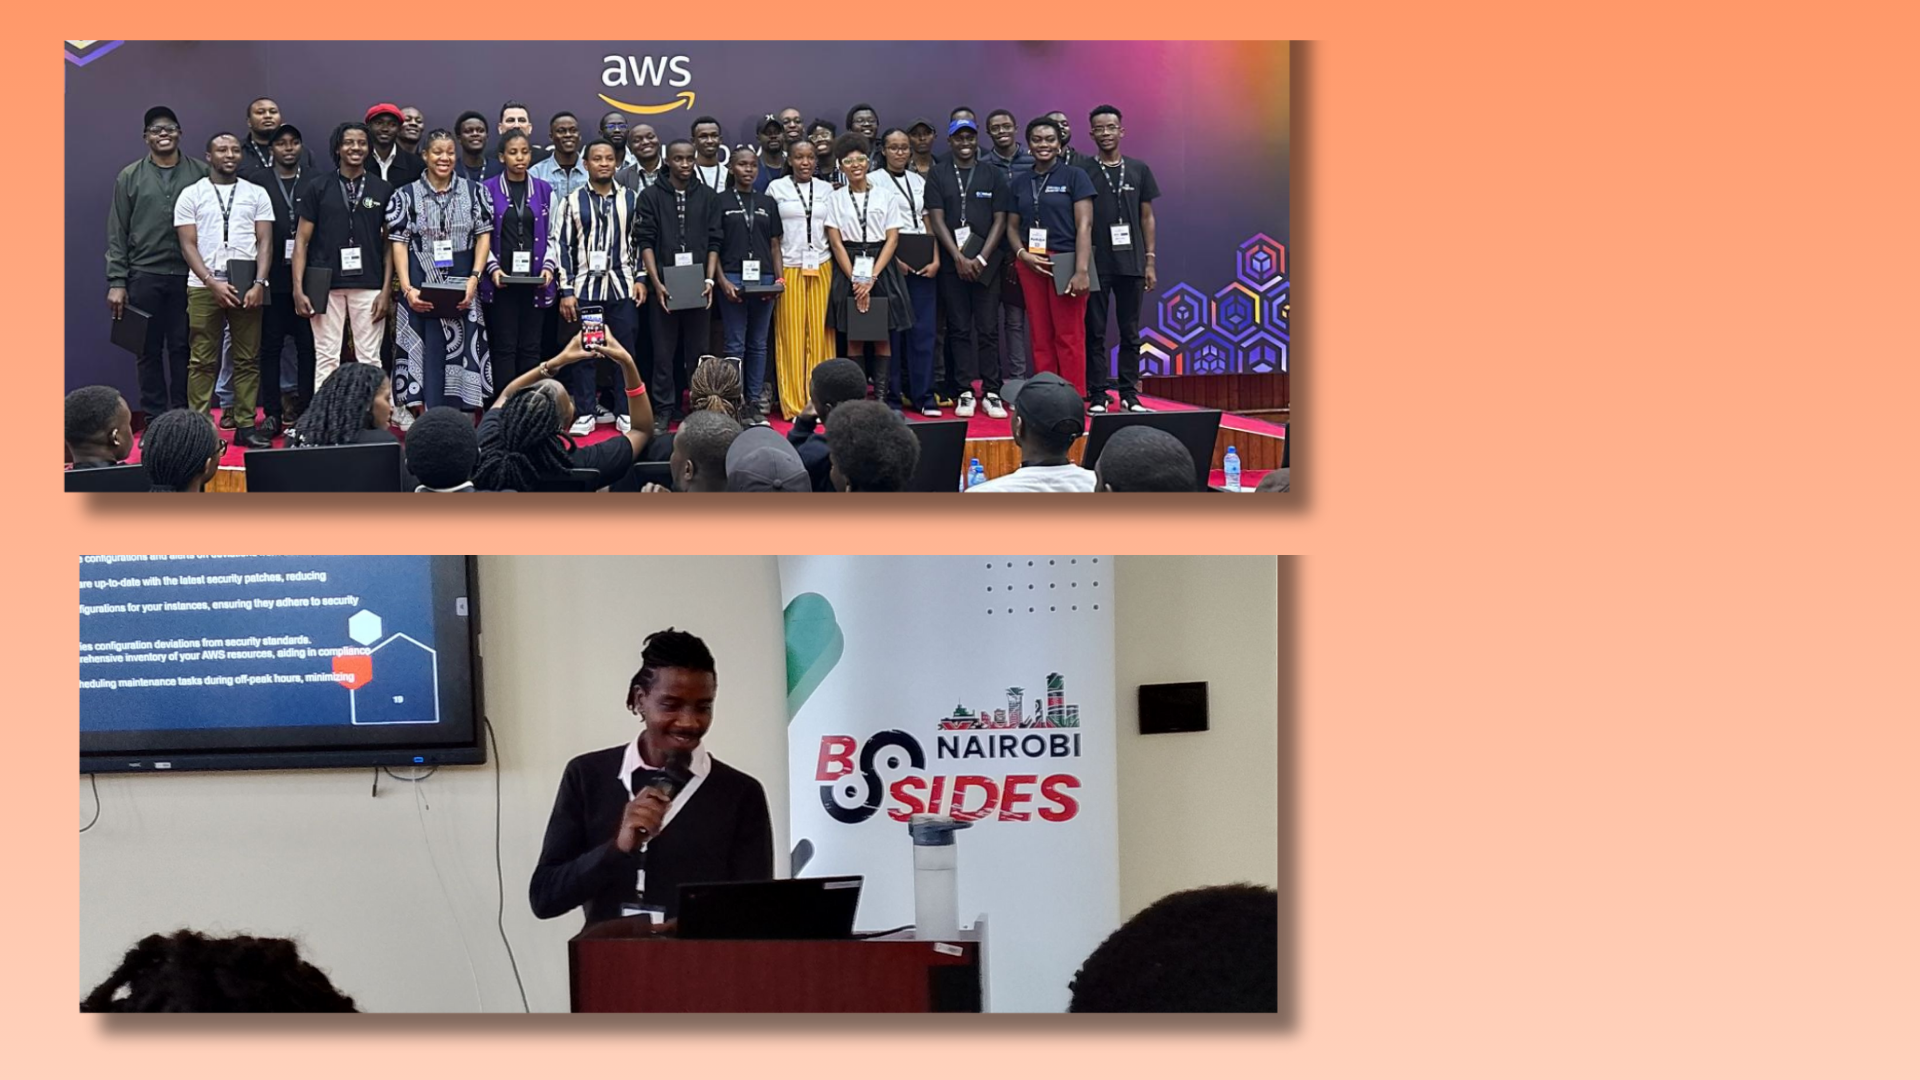 aws
configurations and alerts on
are up-to-date with the latest security patches, reducing
figurations for your instances, ensuring they adhere to security
ies configuration deviations from security standards.
rehensive inventory of your AWS resources, aiding in compliance
heduling maintenance tasks during off-peak hours, minimizing
19
NEC
NAIROBI
BSIDES